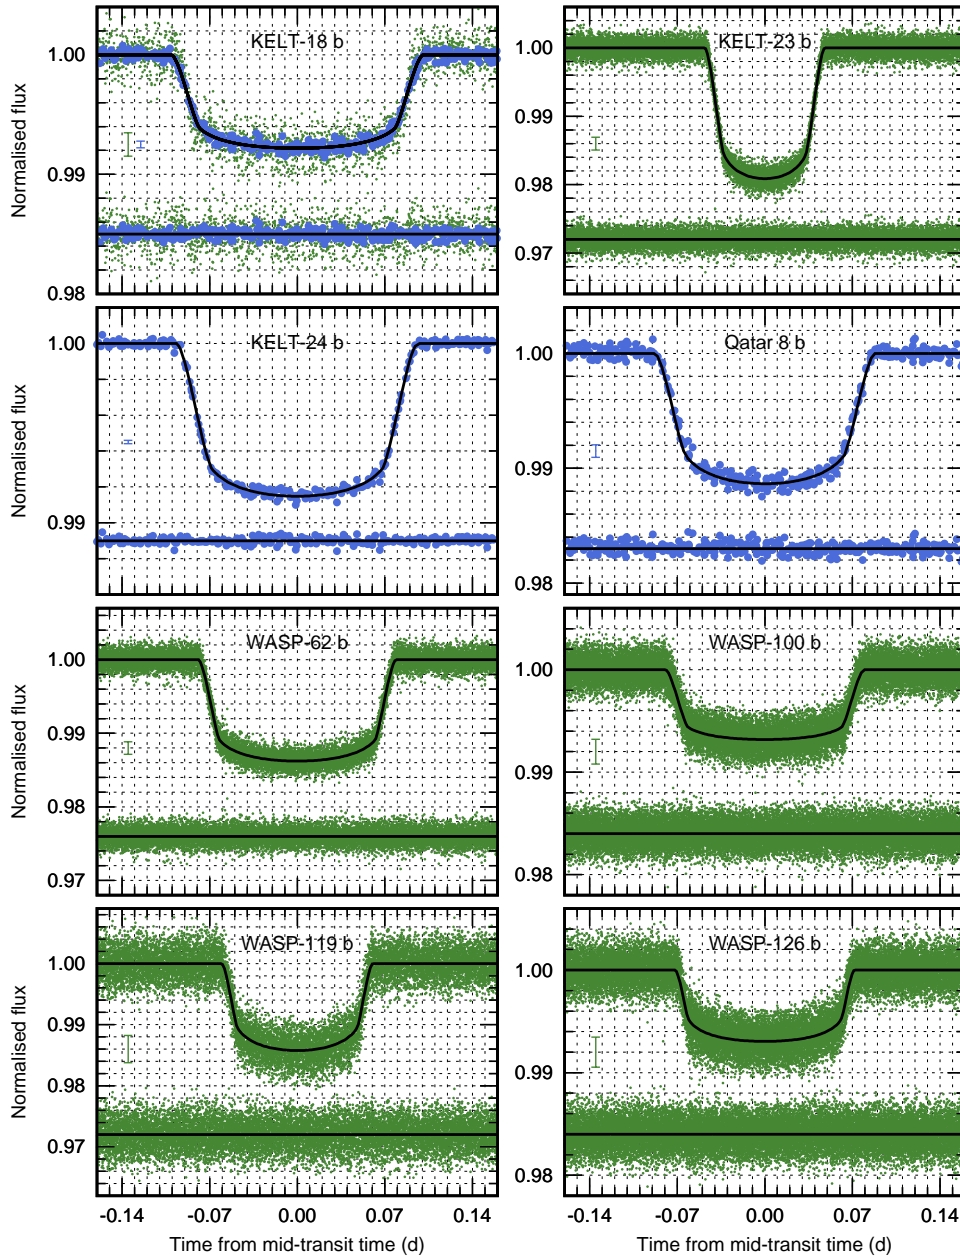 KELT-18 b
KELT-23 b
Normalised flux
1.00
0.99
0.98
1.00
0.99
0.98
0.97
KELT-24 b
Qatar 8 b
Normalised flux
1.00
0.99
1.00
0.99
0.98
WASP-62 b
WASP-100 b
Normalised flux
1.00
0.99
0.98
0.97
1.00
0.99
0.98
WASP-119 b
WASP-126 b
Normalised flux
1.00
0.99
0.98
0.97
1.00
0.99
0.98
-0.14 -0.07 0.00 0.07 0.14
-0.14 -0.07 0.00 0.07 0.14
Time from mid-transit time (d)
Time from mid-transit time (d)